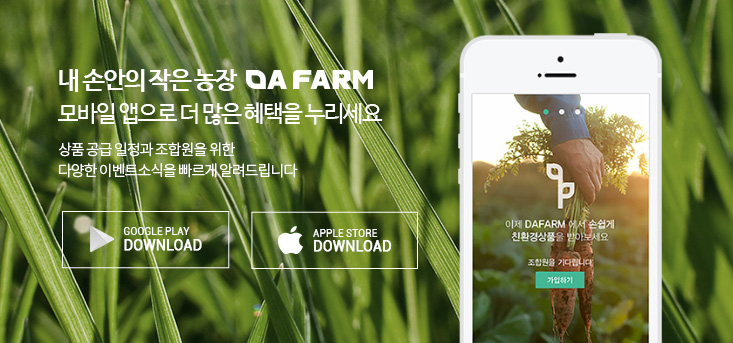 내 손안의 작은 농장 DA FARM
모바일 앱으로 더 많은 혜택을 누리세요
상품 공급 일정과 조합원을 위한
다양한 이벤트소식을 빠르게 알려드립니다
GOOGLE PLAY
DOWNLOAD
APPLE STORE
DOWNLOAD
이제 DAFARM 에서 손쉽게
친환경상품을 받아보세요
조합원을 기다립니다
가입하기